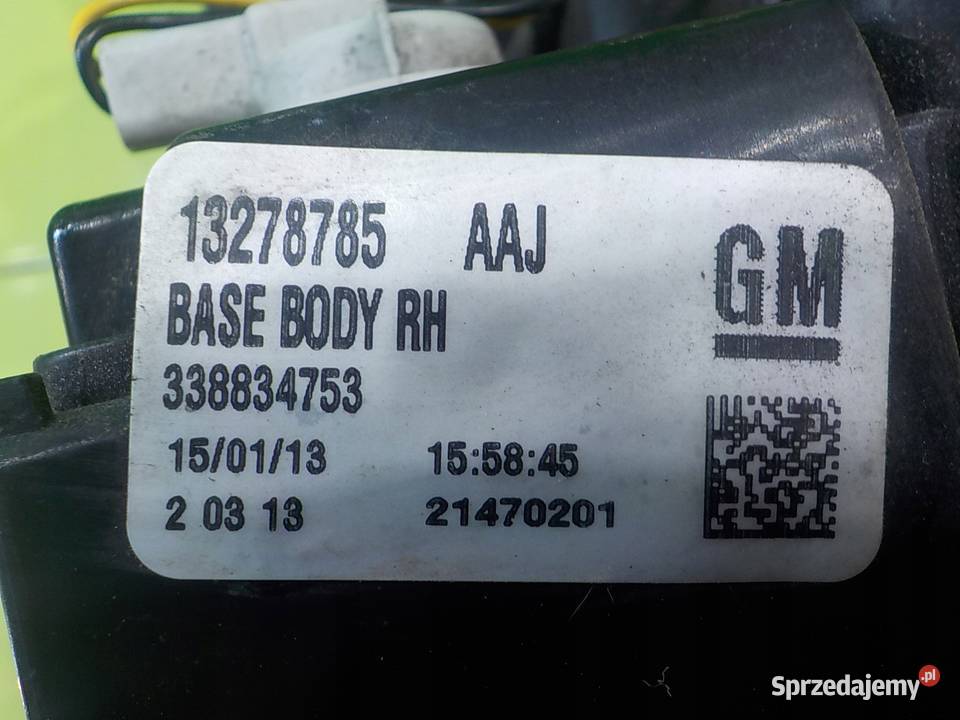 13278785 AAJ
GM
BASE BODY RH
338834753
15/01/13 15:58:45
2 03 13 21470201
Sprzedajemy.pl